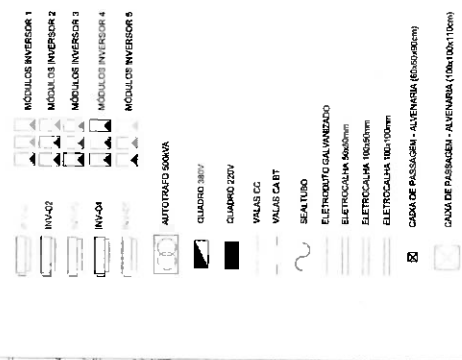 MÓDULOS INVERSOR 1
INV-02 MÓDULOS INVERSOR 2
MÓDULOS INVERSOR 3
INV-04 MÓDULOS INVERSOR 4
MÓDULOS INVERSOR 5
AUTOTRAFO 500KVA
QUADRO 380V
QUADRO 220V
VALAS CC
VALAS CA BT
SEALTUBO
ELETRODUTO GALVANIZADO
ELETROCALHA 50x50mm
ELETROCALHA 100x50mm
ELETROCALHA 100x100mm
CAIXA DE PASSAGEM - ALVENARIA
CAIXA DE PASSAGEM - ALVENARIA (100x100x110cm)